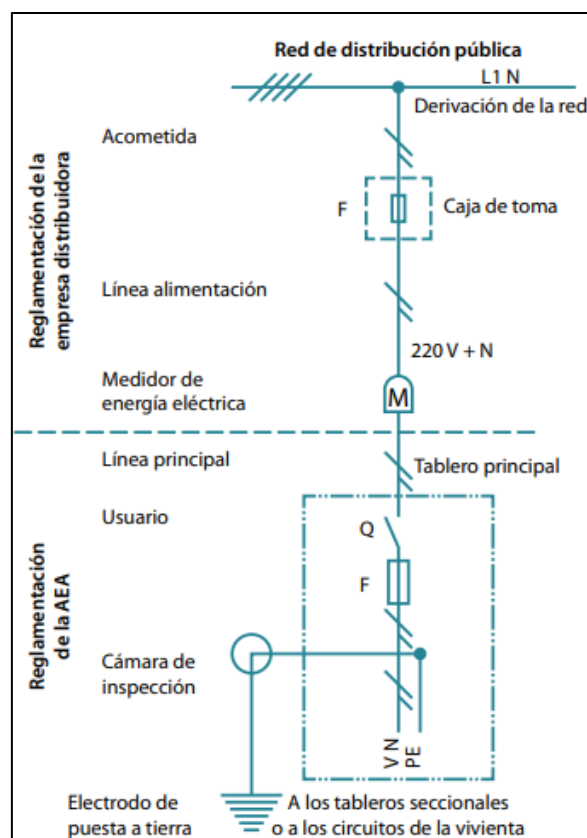 Red de distribución pública
L1 N
Derivación de la red
Acometida
F
Caja de toma
Línea alimentación
220 V + N
Medidor de
energía eléctrica
M
Reglamentación de la
empresa distribuidora
Línea principal
Tablero principal
Usuario
Q
F
Reglamentación
de la AEA
Cámara de
inspección
V N
PE
Electrodo de
puesta a tierra
A los tableros seccionales
o a los circuitos de la vivienta